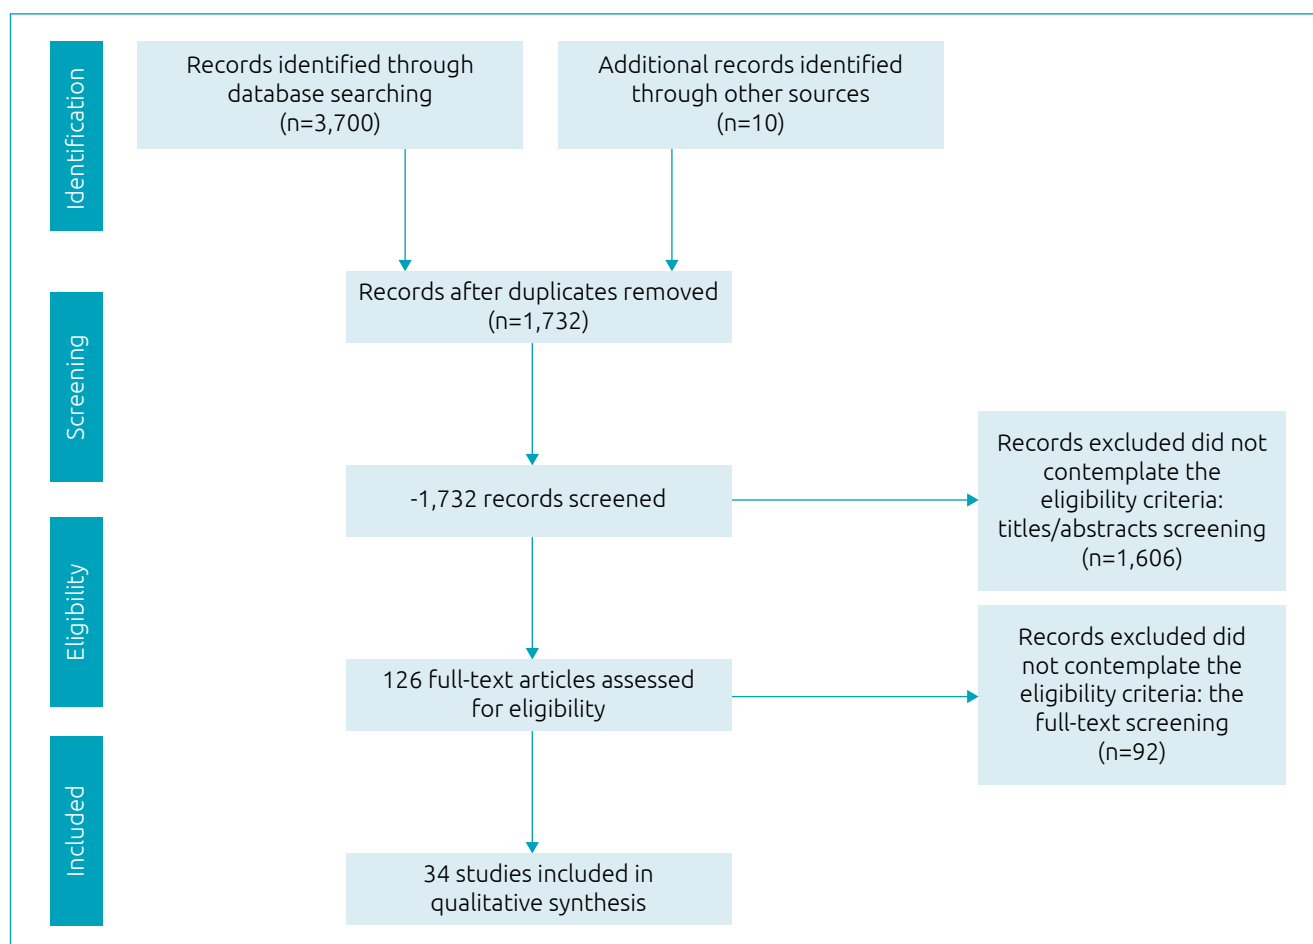 Identification
Records identified through
database searching
(n=3,700)
Additional records identified
through other sources
(n=10)
Screening
Records after duplicates removed
(n=1,732)
-1,732 records screened
Records excluded did not
contemplate the
eligibility criteria:
titles/abstracts screening
(n=1,606)
Eligibility
126 full-text articles assessed
for eligibility
Records excluded did
not contemplate the
eligibility criteria: the
full-text screening
(n=92)
Included
34 studies included in
qualitative synthesis